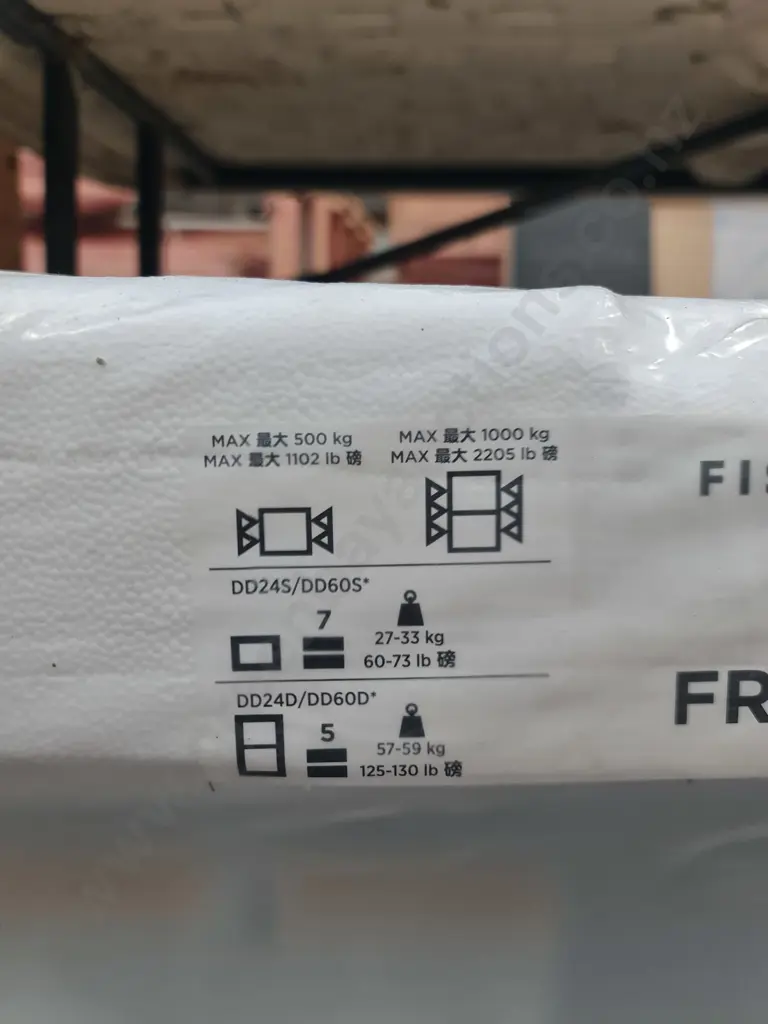 MAX 最大 500 kg
MAX 最大 1102 lb 磅
MAX 最大 1000 kg
MAX 最大 2205 lb 磅
FIS
DD24S/DD60S*
7
27-33 kg
60-73 lb 磅
FR
DD24D/DD60D*
5
57-59 kg
125-130 lb 磅